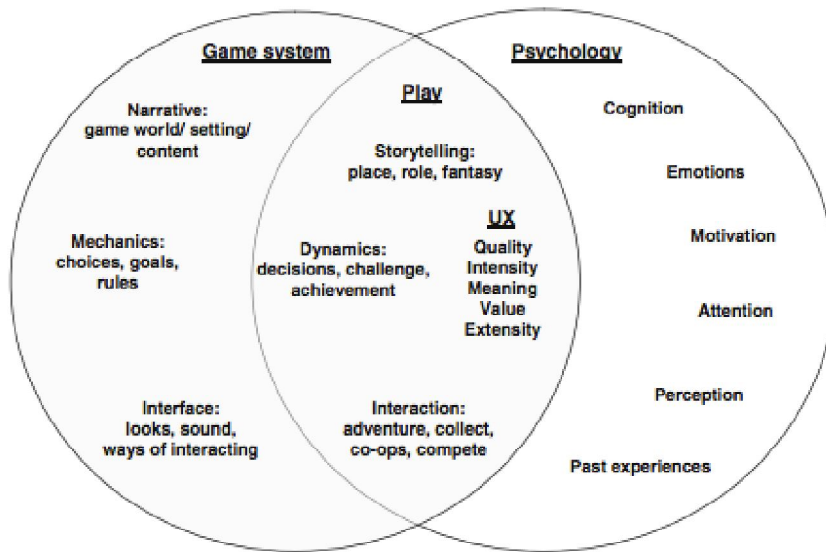 Game system
Psychology
Play
Narrative:
game world/ setting/
content
Storytelling:
place, role, fantasy
Mechanics:
choices, goals,
rules
Dynamics:
decisions, challenge,
achievement
UX
Quality
Intensity
Meaning
Value
Extensity
Interface:
looks, sound,
ways of interacting
Interaction:
adventure, collect,
co-ops, compete
Cognition
Emotions
Motivation
Attention
Perception
Past experiences